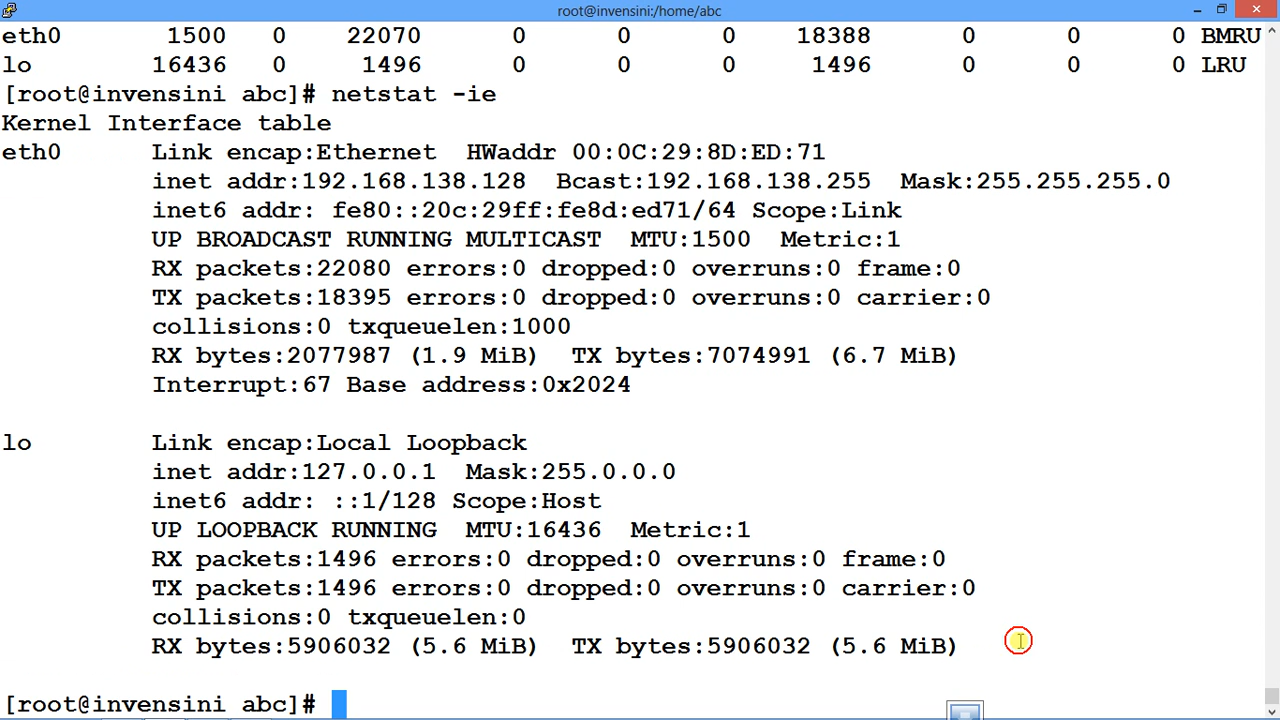 root@invensini:/home/abc
eth0 1500 0 22070 0 0 0 18388 0 0 0 BMRU
lo 16436 0 1496 0 0 0 1496 0 0 0 LRU
[root@invensini abc]# netstat -ie
Kernel Interface table
eth0 Link encap:Ethernet HWaddr 00:0C:29:8D:ED:71
inet addr:192.168.138.128 Bcast:192.168.138.255 Mask:255.255.255.0
inet6 addr: fe80::20c:29ff:fe8d:ed71/64 Scope:Link
UP BROADCAST RUNNING MULTICAST MTU:1500 Metric:1
RX packets:22080 errors:0 dropped:0 overruns:0 frame:0
TX packets:18395 errors:0 dropped:0 overruns:0 carrier:0
collisions:0 txqueuelen:1000
RX bytes:2077987 (1.9 MiB) TX bytes:7074991 (6.7 MiB)
Interrupt:67 Base address:0x2024
lo Link encap:Local Loopback
inet addr:127.0.0.1 Mask:255.0.0.0
inet6 addr: ::1/128 Scope:Host
UP LOOPBACK RUNNING MTU:16436 Metric:1
RX packets:1496 errors:0 dropped:0 overruns:0 frame:0
TX packets:1496 errors:0 dropped:0 overruns:0 carrier:0
collisions:0 txqueuelen:0
RX bytes:5906032 (5.6 MiB) TX bytes:5906032 (5.6 MiB)
[root@invensini abc]#